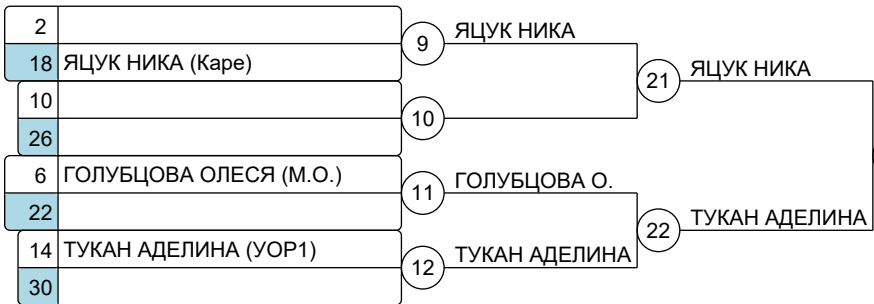 2
9 ЯЦУК НИКА
18 ЯЦУК НИКА (Каре)
21 ЯЦУК НИКА
10
10
26
6 ГОЛУБЦОВА ОЛЕСЯ (М.О.)
11 ГОЛУБЦОВА О.
22
22 ТУКАН АДЕЛИНА
14 ТУКАН АДЕЛИНА (УОР1)
12 ТУКАН АДЕЛИНА
30